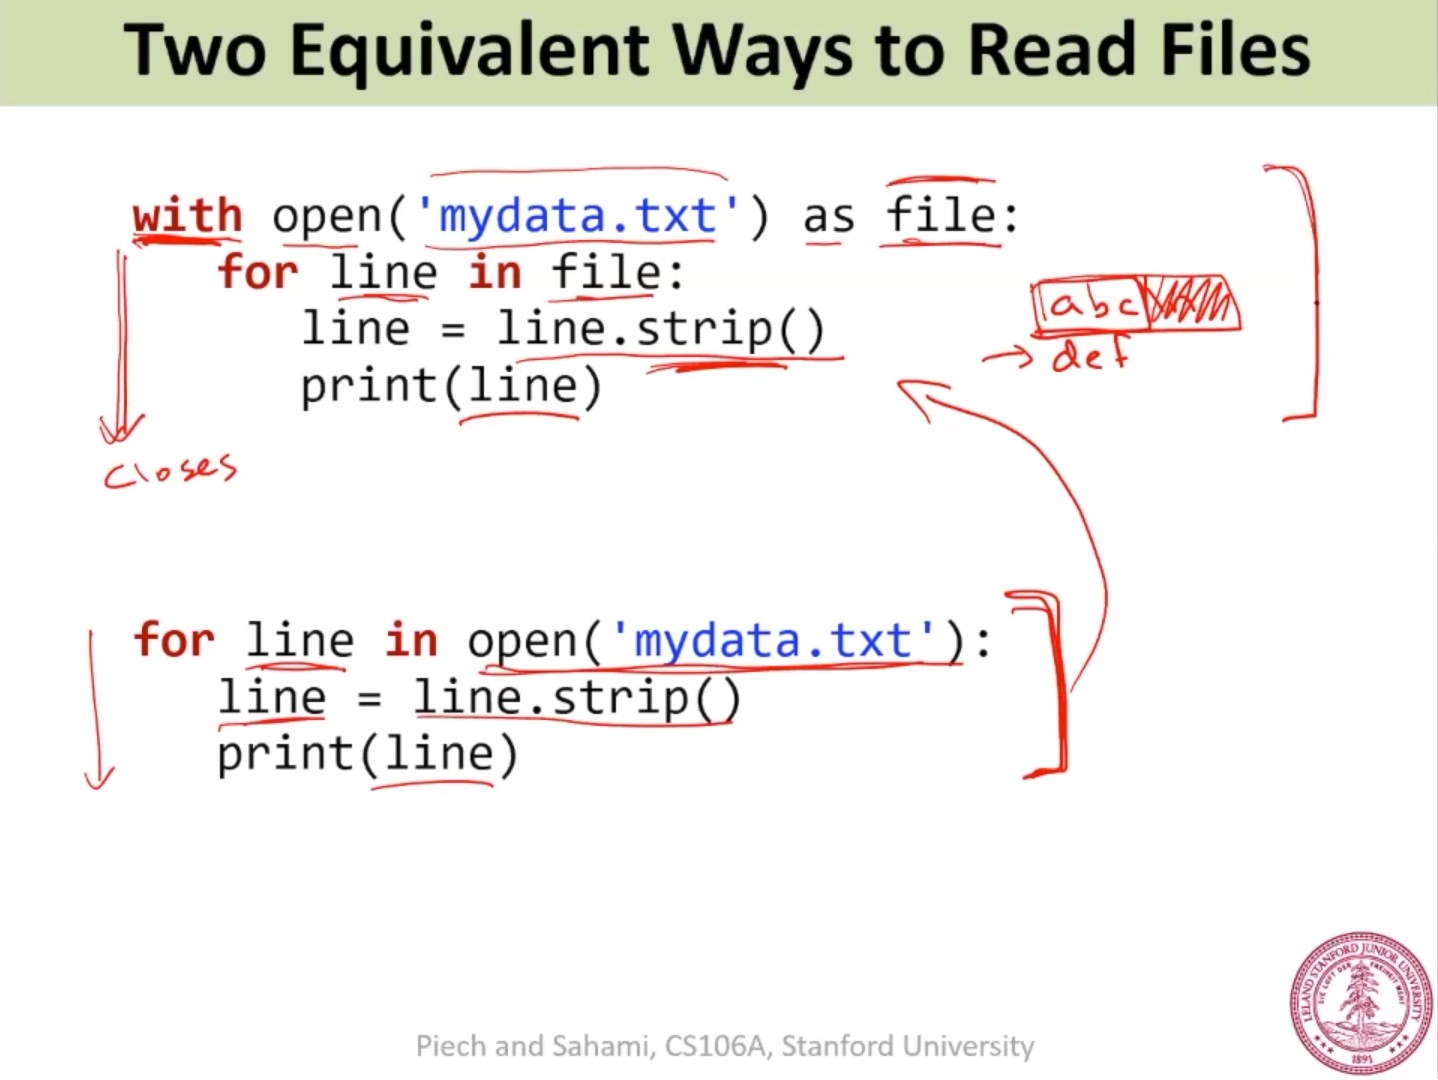 Two Equivalent Ways to Read Files
with open('mydata.txt') as file:
for line in file:
line = line.strip()
print(line)
abc
→ def
Closes
for line in open('mydata.txt'):
line = line.strip()
print(line)
LELAND STANFORD JUNIOR UNIVERSITY
DIE LUFT DER FREIHEIT WEHT
1891
Piech and Sahami, CS106A, Stanford University